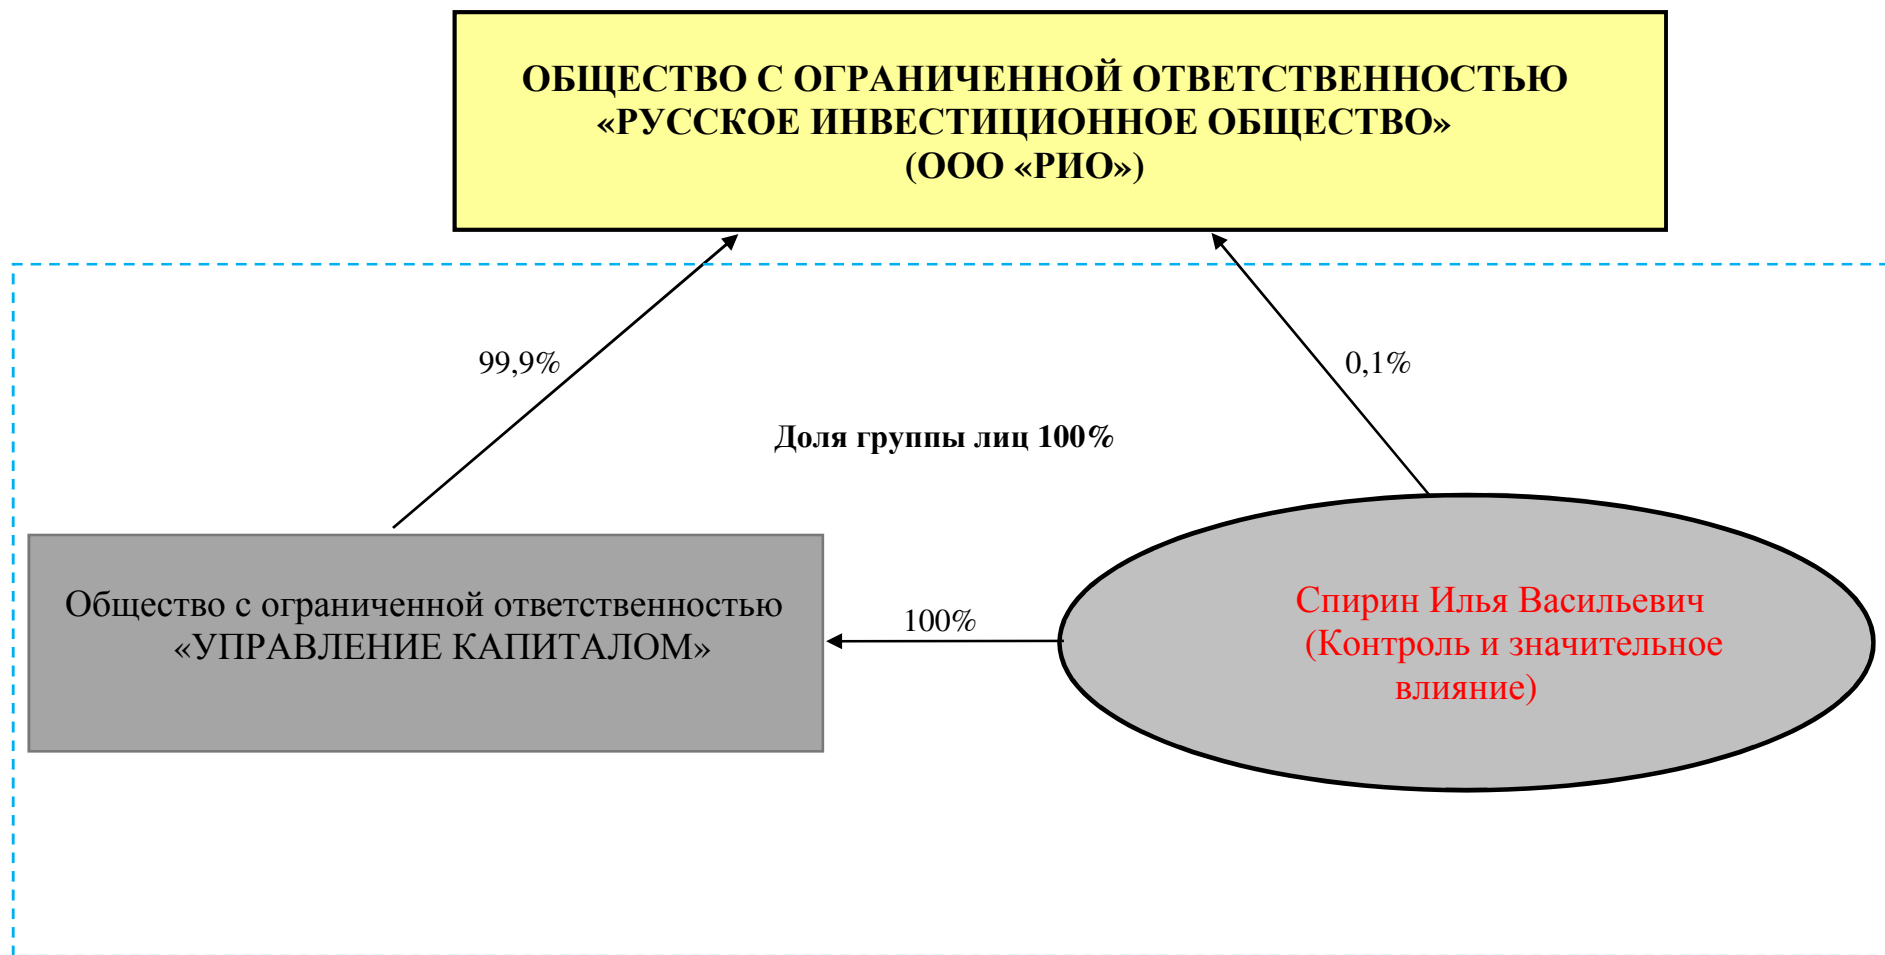 ОБЩЕСТВО С ОГРАНИЧЕННОЙ ОТВЕТСТВЕННОСТЬЮ
«РУССКОЕ ИНВЕСТИЦИОННОЕ ОБЩЕСТВО»
(ООО «РИО»)
99,9%
0,1%
Доля группы лиц 100%
Общество с ограниченной ответственностью
«УПРАВЛЕНИЕ КАПИТАЛОМ»
100%
Спирин Илья Васильевич
(Контроль и значительное
влияние)